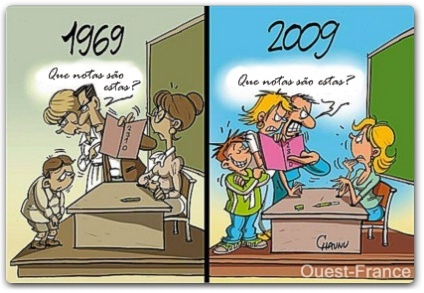 1969
Que notas são
estas?
2009
Que notas são estas?
CHAUNU
Ouest-France